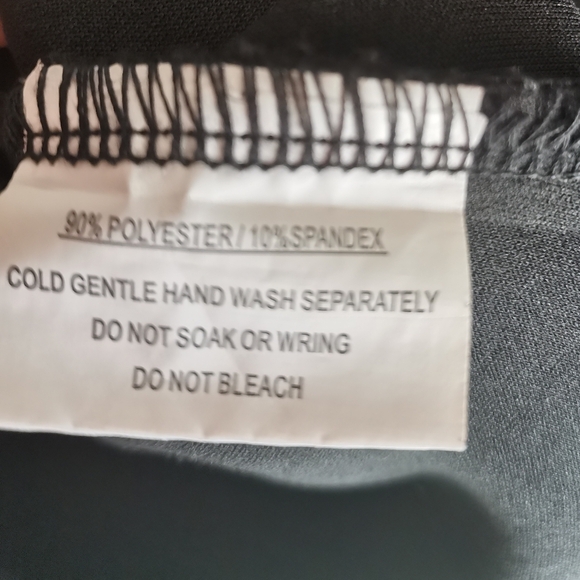 90% POLYESTER/10%SPANDEX
COLD GENTLE HAND WASH SEPARATELY
DO NOT SOAK OR WRING
DO NOT BLEACH